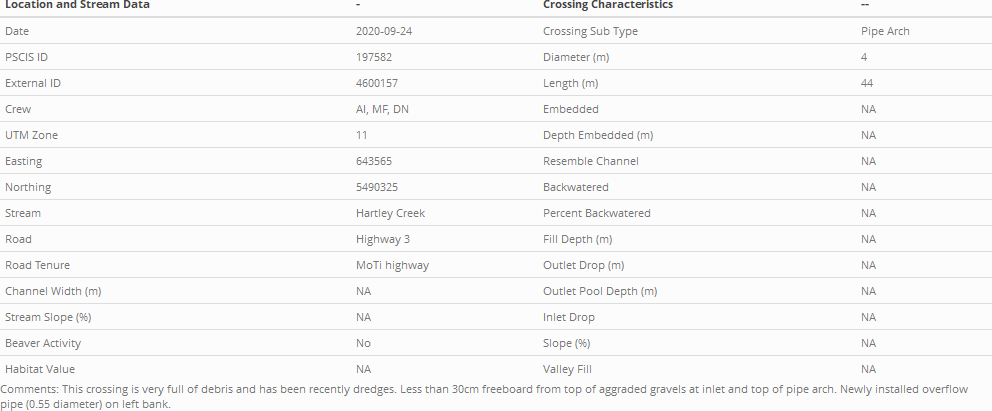 Location and Stream Data - Crossing Characteristics --
Date 2020-09-24 Crossing Sub Type Pipe Arch
PSCIS ID 197582 Diameter (m) 4
External ID 4600157 Length (m) 44
Crew AI, MF, DN Embedded NA
UTM Zone 11 Depth Embedded (m) NA
Easting 643565 Resemble Channel NA
Northing 5490325 Backwatered NA
Stream Hartley Creek Percent Backwatered NA
Road Highway 3 Fill Depth (m) NA
Road Tenure MoTi highway Outlet Drop (m) NA
Channel Width (m) NA Outlet Pool Depth (m) NA
Stream Slope (%) NA Inlet Drop NA
Beaver Activity No Slope (%) NA
Habitat Value NA Valley Fill NA
Comments: This crossing is very full of debris and has been recently dredges. Less than 30cm freeboard from top of aggraded gravels at inlet and top of pipe arch. Newly installed overflow
pipe (0.55 diameter) on left bank.